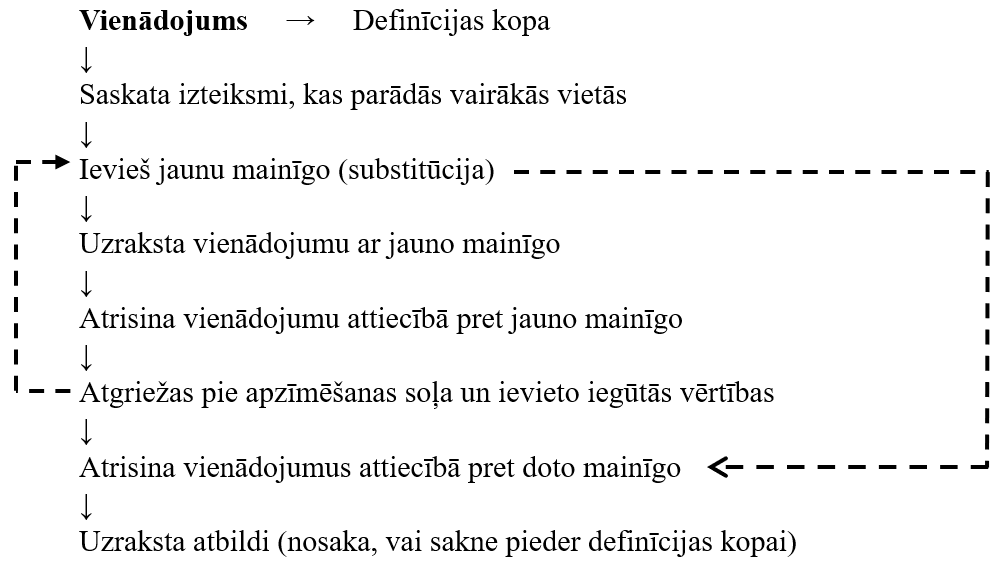 Vienādojums → Definīcijas kopa
↓
Saskata izteiksmi, kas parādās vairākās vietās
↓
Ievieš jaunu mainīgo (substitūcija)
↓
Uzraksta vienādojumu ar jauno mainīgo
↓
Atrisina vienādojumu attiecībā pret jauno mainīgo
↓
Atgriežas pie apzīmēšanas soļa un ievieto iegūtās vērtības
↓
Atrisina vienādojumus attiecībā pret doto mainīgo
↓
Uzraksta atbildi (nosaka, vai sakne pieder definīcijas kopai)